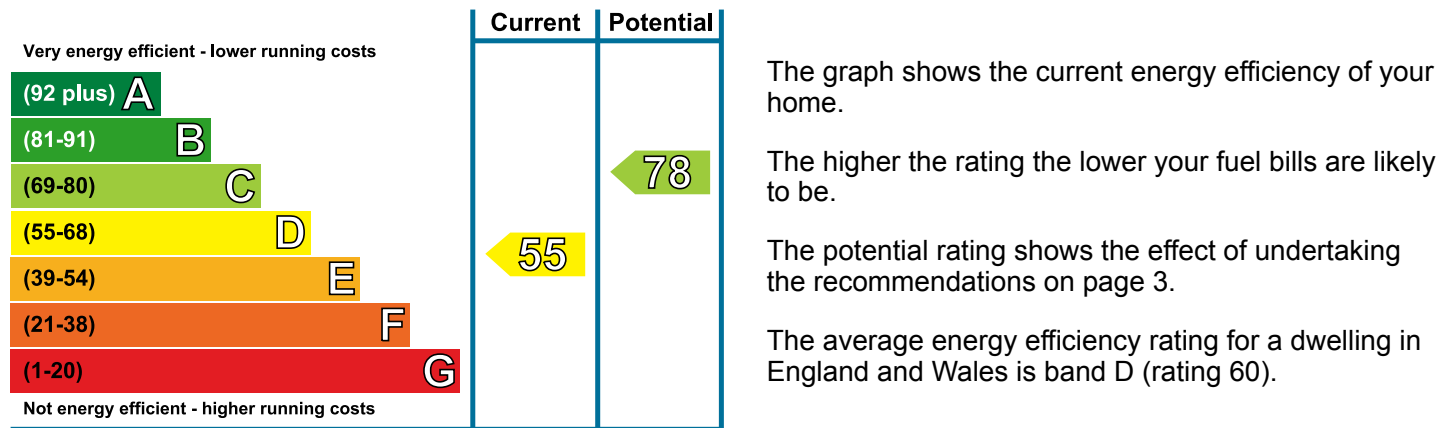 Current Potential
Very energy efficient - lower running costs
(92 plus) A
(81-91) B
(69-80) C
78
(55-68) D
55
(39-54) E
(21-38) F
(1-20) G
Not energy efficient - higher running costs
The graph shows the current energy efficiency of your
home.
The higher the rating the lower your fuel bills are likely
to be.
The potential rating shows the effect of undertaking
the recommendations on page 3.
The average energy efficiency rating for a dwelling in
England and Wales is band D (rating 60).